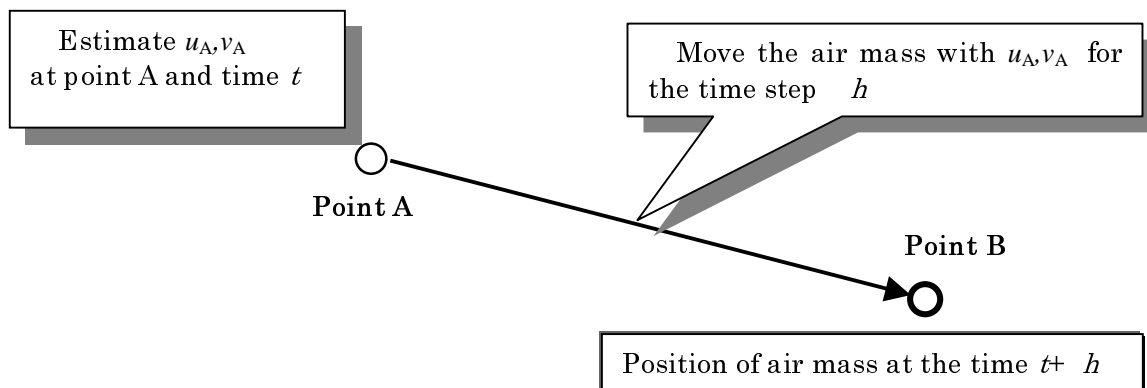 Estimate uA,vA
at point A and time t
Move the air mass with uA,vA for
the time step h
Point A
Point B
Position of air mass at the time t+ h